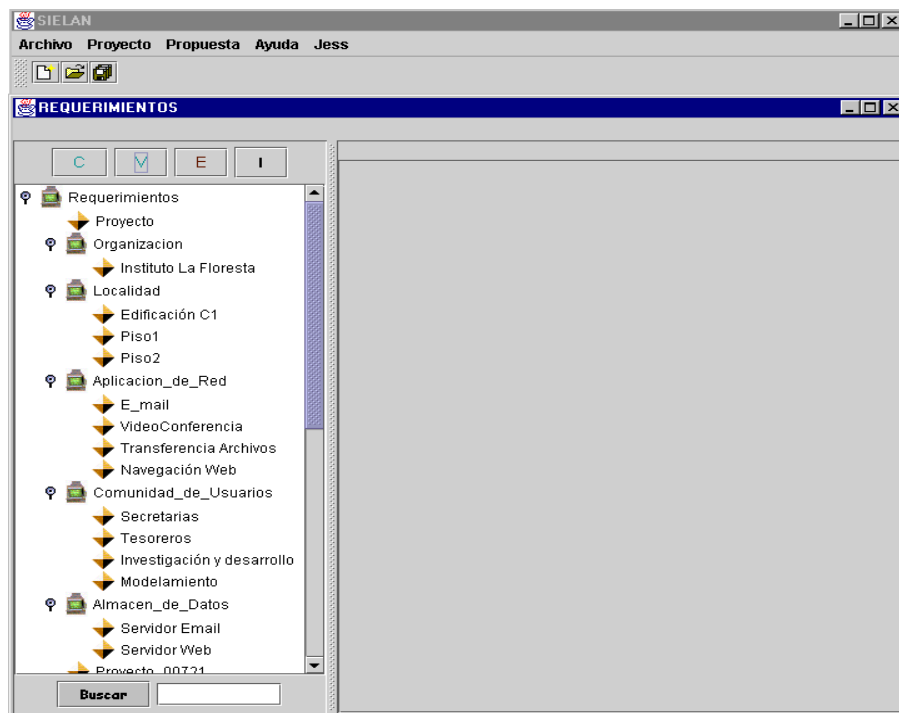 SIELAN
Archivo Proyecto Propuesta Ayuda Jess
REQUERIMIENTOS
C M E I
Requerimientos
Proyecto
Organizacion
Instituto La Floresta
Localidad
Edificación C1
Piso1
Piso2
Aplicacion_de_Red
E_mail
VideoConferencia
Transferencia Archivos
Navegación Web
Comunidad_de_Usuarios
Secretarias
Tesoreros
Investigación y desarrollo
Modelamiento
Almacen_de_Datos
Servidor Email
Servidor Web
Proyecto_00721
Buscar